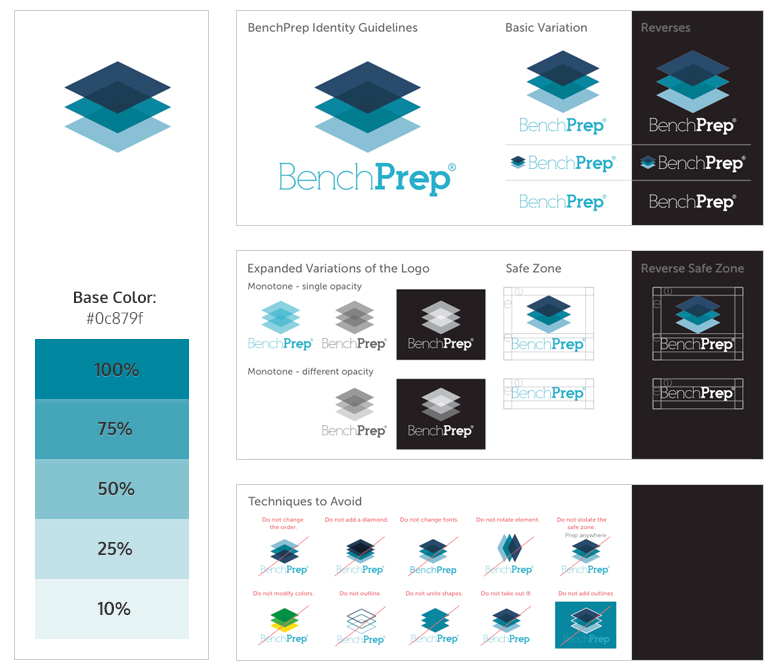 Base Color:
#0c879f
100%
75%
50%
25%
10%
BenchPrep Identity Guidelines
BenchPrep®
Basic Variation
BenchPrep®
BenchPrep®
BenchPrep®
Reverses
BenchPrep®
BenchPrep®
BenchPrep®
Expanded Variations of the Logo
Monotone - single opacity
BenchPrep® BenchPrep® BenchPrep®
Monotone - different opacity
BenchPrep® BenchPrep®
Safe Zone
BenchPrep®
BenchPrep®
Reverse Safe Zone
BenchPrep®
BenchPrep®
Techniques to Avoid
Do not change
the order.
BenchPrep®
Do not add a diamond.
BenchPrep®
Do not change fonts.
BenchPrep
Do not rotate element.
BenchPrep®
Do not violate the
safe zone.
Prep anywhere
BenchPrep®
Do not modify colors.
BenchPrep®
Do not outline.
BenchPrep®
Do not unite shapes.
BenchPrep®
Do not take out ®
BenchPrep
Do not add outlines
BenchPrep®